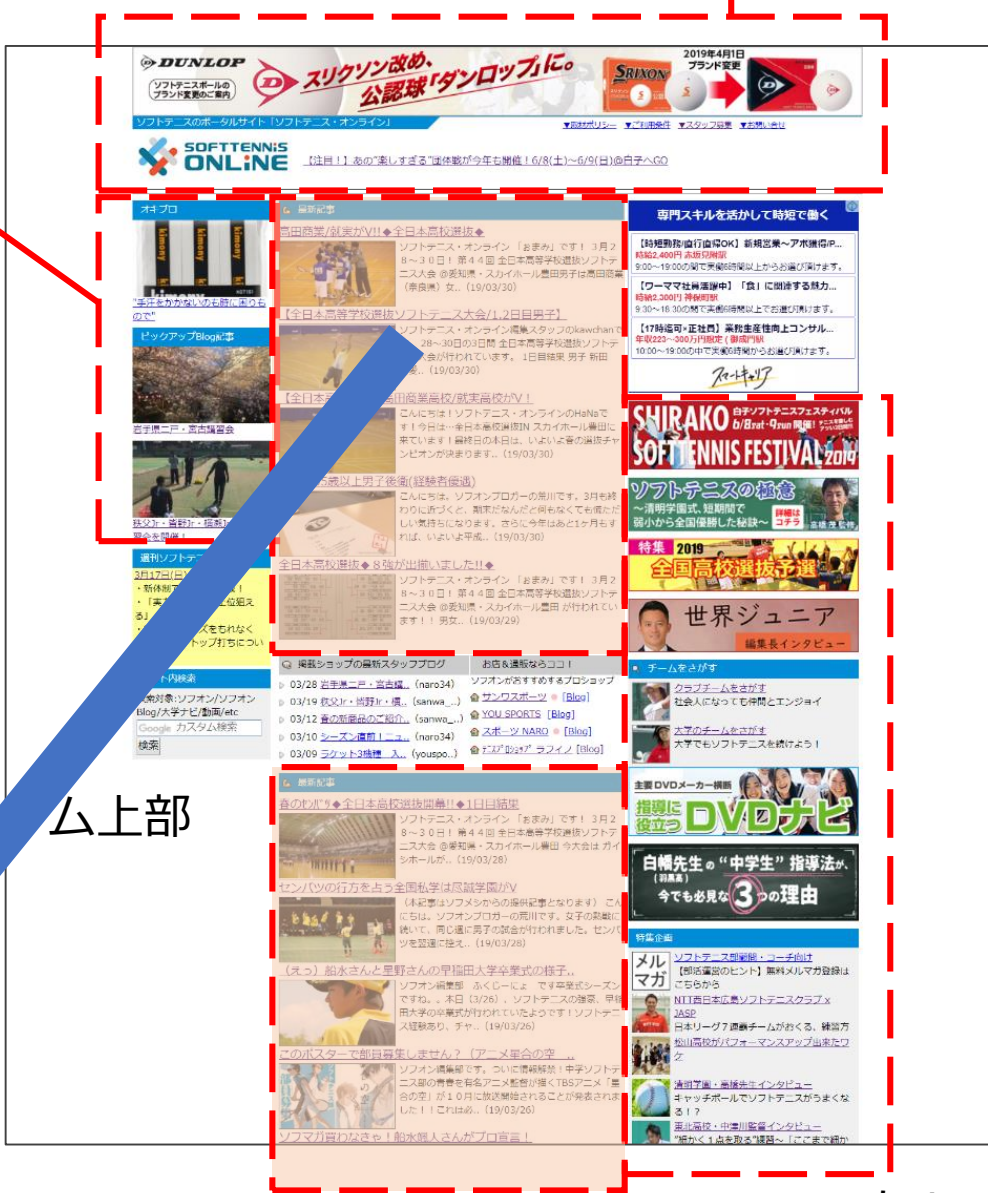 DUNLOP
ソフトテニスボールの
ブランド変更のご案内
スリクソン改め、
公認球「ダンロップ」に。
2019年4月1日
ブランド変更
SRIXON
ソフトテニスのポータルサイト「ソフトテニス・オンライン」
▼ご利用条件 ▼スタッフ募集 ▼お問い合せ
SOFTTENNiS
ONLiNE
【注目！】あの“楽しすぎる”団体戦が今年も開催！6/8(土)～6/9(日)@白子へGO
オキプロ
kimony
"手汗をかかないのも時に困りも
ので"
ピックアップBlog記事
岩手県二戸・宮古講習会
秩父Jr・皆野Jr・横瀬Jr
習会を開催！
週刊ソフトテニ
3月17日(日)
・新体制
・「実 位狙え
る」
ズをもれなく
トップ打ちについ
ト内検索
索対象:ソフオン/ソフオン
Blog/大学ナビ/動画/etc
Google カスタム検索
検索
ム上部
最新記事
高田商業/就実がV!!◆全日本高校選抜◆
ソフトテニス・オンライン 「おまみ」です！ 3月2
8～30日！ 第44回 全日本高等学校選抜ソフトテ
ニス大会 @愛知県・スカイホール豊田男子は高田商業
（奈良県）女.. （19/03/30）
【全日本高等学校選抜ソフトテニス大会/1,2日目男子】
ソフトテニス・オンライン編集スタッフのkawchanで
28～30日の3日間 全日本高等学校選抜ソフトテ
大会が行われています。 1日目結果 男子 新田
.. （19/03/30）
【全日本高 高田商業高校/就実高校がV！
こんにちは！ソフトテニス・オンラインのHaNaで
す！今日は…全日本高校選抜IN スカイホール豊田に
来ています！最終日の本日は、いよいよ春の選抜チャ
ンピオンが決まります.. （19/03/30）
5歳以上男子後衛(経験者優遇)
こんにちは。ソフオンブロガーの荒川です。3月も終
わりに近づくと、期末だなんだと何もなくても慌ただ
しい気持ちになります。さらに今年はあと1ヶ月もす
れば、いよいよ平成.. （19/03/30）
全日本高校選抜◆８強が出揃いました!!◆
ソフトテニス・オンライン 「おまみ」です！ 3月2
8～30日！ 第44回 全日本高等学校選抜ソフトテ
ニス大会 @愛知県・スカイホール豊田 が行われてい
ます！！ 男女.. （19/03/29）
掲載ショップの最新スタッフブログ
03/28 岩手県二戸・宮古講.. （naro34）
03/19 秩父Jr・皆野Jr・横.. （sanwa_..）
03/12 春の新商品のご紹介.. （sanwa_..）
03/10 シーズン直前！ニュ.. （naro34）
03/09 ラケット3機種 入.. （youspo..）
お店＆通販ならココ！
ソフオンがおすすめするプロショップ
サンワスポーツ [Blog]
YOU SPORTS [Blog]
スポーツ NARO [Blog]
ﾃﾆｽﾌﾟﾛｼｮｯﾌﾟ ラフィノ [Blog]
最新記事
春のｾﾝﾊﾞﾂ◆全日本高校選抜開幕!!◆1日目結果
ソフトテニス・オンライン 「おまみ」です！ 3月2
8～30日！ 第44回 全日本高等学校選抜ソフトテ
ニス大会 @愛知県・スカイホール豊田 今大会は ガイ
シホールが.. （19/03/28）
センバツの行方を占う全国私学は尽誠学園がV
（本記事はソフメシからの提供記事となります） こん
にちは。ソフオンブロガーの荒川です。女子の熱戦に
続いて、同じ週に男子の試合が行われました。センバ
ツを翌週に控え.. （19/03/28）
（えっ）船水さんと星野さんの早稲田大学卒業式の様子..
ソフオン編集部 ふくじーにょ です卒業式シーズン
ですね。。本日（3/26）、ソフトテニスの強豪、早稲
田大学の卒業式が行われていたようです！ソフトテニ
ス経験あり、チャ.. （19/03/26）
このポスターで部員募集しません？（アニメ星合の空 ..
ソフオン編集部です。ついに情報解禁！中学ソフトテ
ニス部の青春を有名アニメ監督が描くTBSアニメ「星
合の空」が１０月に放送開始されることが発表されま
した！！これは必.. （19/03/26）
ソフマガ買わなきゃ！船水颯人さんがプロ宣言！
専門スキルを活かして時短で働く
【時短勤務/直行直帰OK】新規営業～アポ獲得/P...
時給2,400円 赤坂見附駅
9:00～19:00の間で実働6時間以上からお選び頂けます。
【ワーママ社員活躍中】「食」に関連する魅力...
時給2,300円 神保町駅
9:30～18:30の間で実働6時間以上でお選び頂けます。
【17時迄可×正社員】業務生産性向上コンサル...
年収223～300万円限定 ( 御成門駅
10:00～19:00の中で実働6時間からお選び頂けます。
スマートキャリア
SHIRAKO 白子ソフトテニスフェスティバル
6/8sat・9sun 開催！
SOFTTENNIS FESTIVAL 2019
ソフトテニスの極意
～清明学園式、短期間で
弱小から全国優勝した秘訣～
詳細は
コチラ
高橋 茂 監修
特集 2019
全国高校選抜予選
世界ジュニア
編集長インタビュー
チームをさがす
クラブチームをさがす
社会人になっても仲間とエンジョイ
大学のチームをさがす
大学でもソフトテニスを続けよう！
主要DVDメーカー横断
指導に
役立つ DVDナビ
白幡先生の“中学生”指導法が、
(羽黒高)
今でも必見な3つの理由
特集企画
メル
マガ
ソフトテニス部顧問・コーチ向け
【部活運営のヒント】無料メルマガ登録は
こちらから
NTT西日本広島ソフトテニスクラブ x
JASP
日本リーグ７連覇チームがおくる、練習方
松山高校がパフォーマンスアップ出来たワ
ケ
清明学園・高橋先生インタビュー
キャッチボールでソフトテニスがうまくな
る！？
東北高校・中津川監督インタビュー
“細かく１点を取る”練習～「ここまで細か